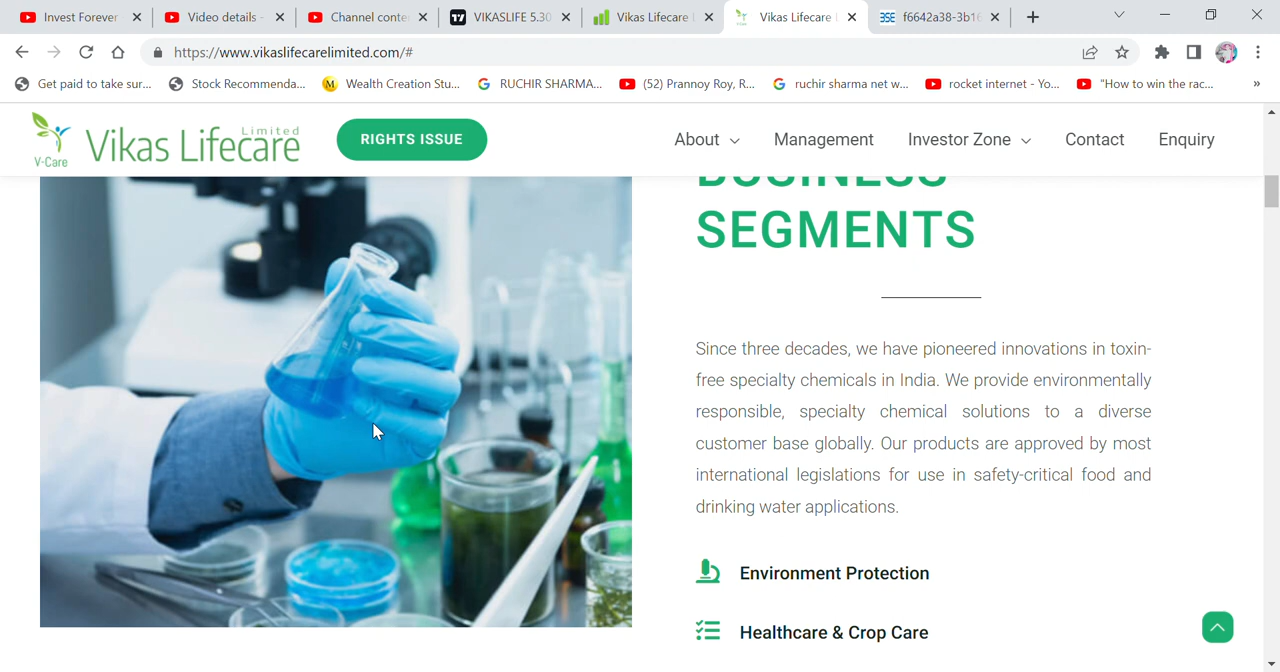 Invest Forever
Video details -
Channel conte
VIKASLIFE 5.30
Vikas Lifecare L
Vikas Lifecare |
f6642a38-3b16
https://www.vikaslifecarelimited.com/#
Get paid to take sur...
Stock Recommenda...
Wealth Creation Stu...
RUCHIR SHARMA...
(52) Prannoy Roy, R...
ruchir sharma net w...
rocket internet - Yo...
"How to win the rac...
»
V-Care
Vikas Lifecare Limited
RIGHTS ISSUE
About
Management
Investor Zone
Contact
Enquiry
BUSINESS
SEGMENTS
Since three decades, we have pioneered innovations in toxin-
free specialty chemicals in India. We provide environmentally
responsible, specialty chemical solutions to a diverse
customer base globally. Our products are approved by most
international legislations for use in safety-critical food and
drinking water applications.
Environment Protection
Healthcare & Crop Care